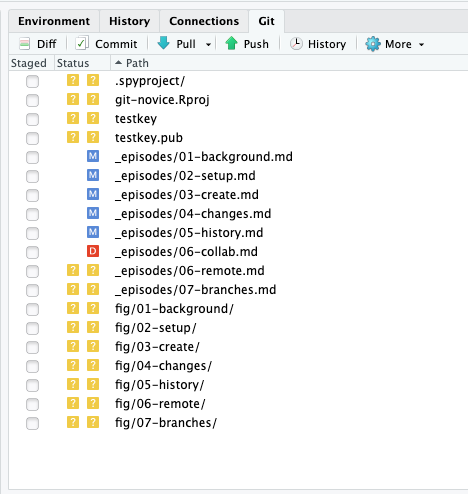 Environment History Connections Git
Diff Commit Pull Push History More
Staged Status Path
? ? .spyproject/
? ? git-novice.Rproj
? ? testkey
? ? testkey.pub
M _episodes/01-background.md
M _episodes/02-setup.md
M _episodes/03-create.md
M _episodes/04-changes.md
M _episodes/05-history.md
D _episodes/06-collab.md
? ? _episodes/06-remote.md
? ? _episodes/07-branches.md
? ? fig/01-background/
? ? fig/02-setup/
? ? fig/03-create/
? ? fig/04-changes/
? ? fig/05-history/
? ? fig/06-remote/
? ? fig/07-branches/